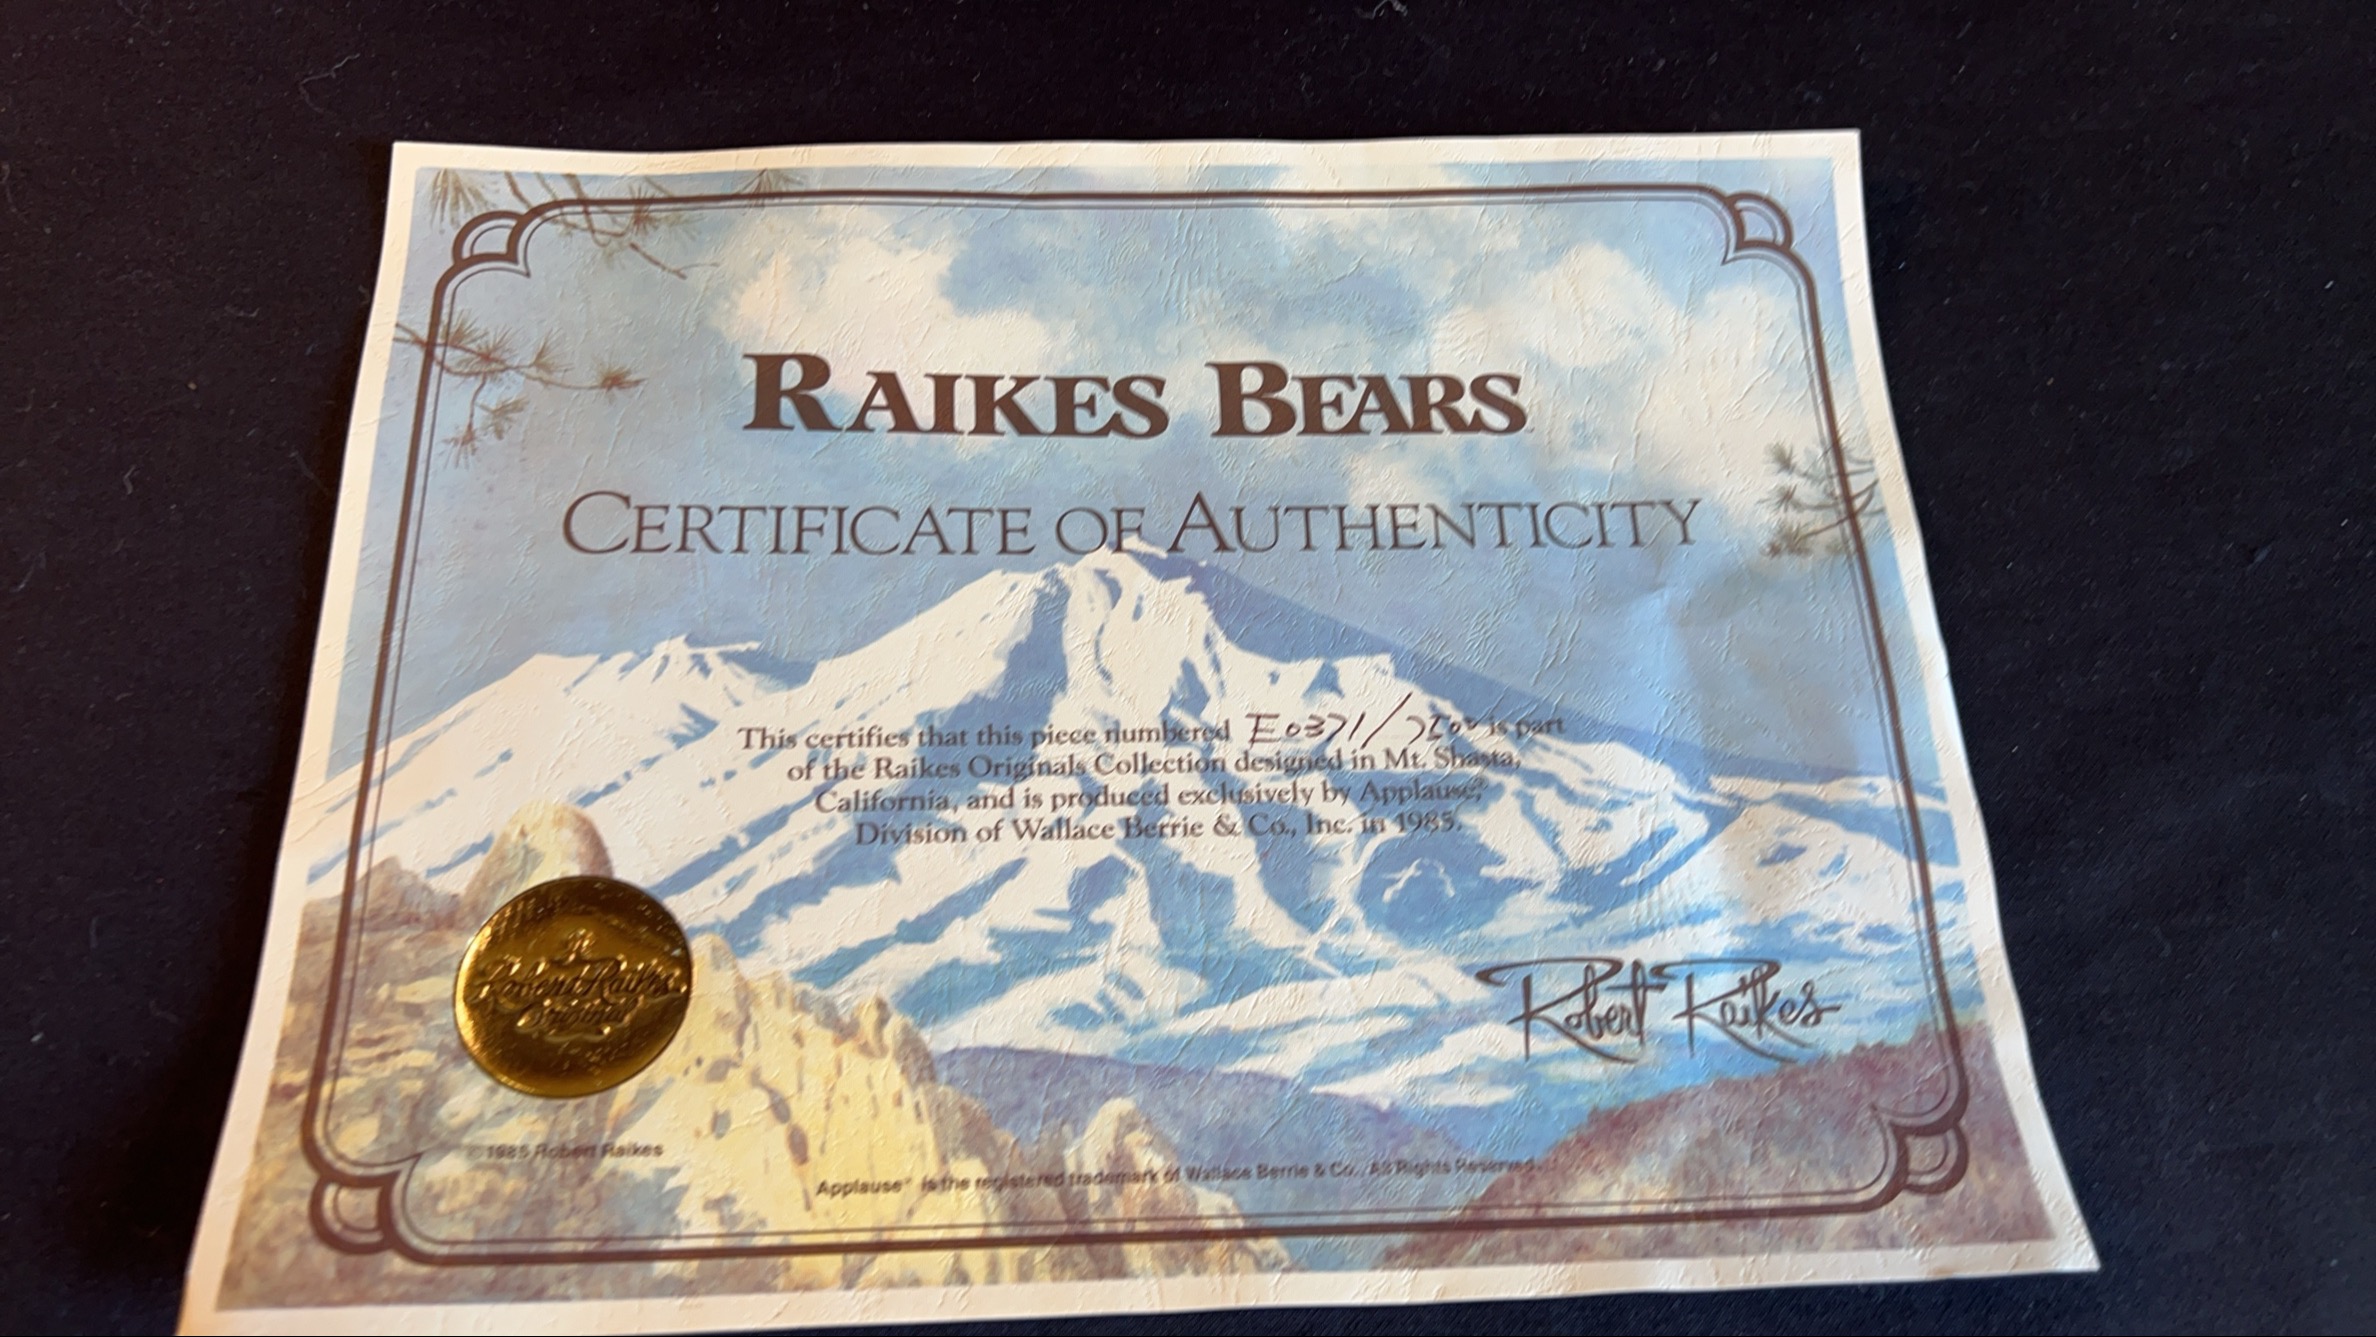 RAIKES BEARS
CERTIFICATE OF AUTHENTICITY
This certifies that this piece numbered E0371/7500 is part
of the Raikes Originals Collection designed in Mt. Shasta,
California, and is produced exclusively by Applause,®
Division of Wallace Berrie & Co., Inc. in 1985.
Robert Raikes
Originals
Robert Raikes
©1985 Robert Raikes
Applause® is the registered trademark of Wallace Berrie & Co., All Rights Reserved.